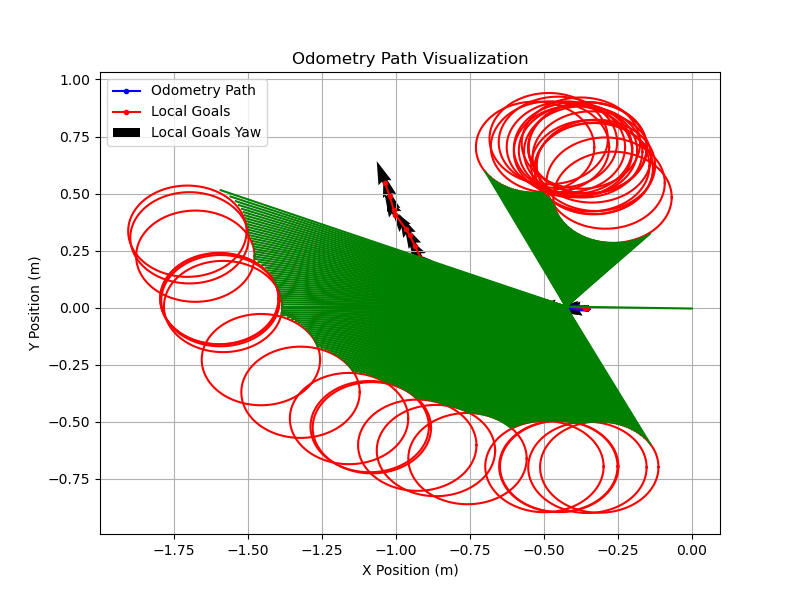 Odometry Path Visualization
Odometry Path
Local Goals
Local Goals Yaw
1.00
0.75
0.50
0.25
0.00
−0.25
−0.50
−0.75
Y Position (m)
−1.75
−1.50
−1.25
−1.00
−0.75
−0.50
−0.25
0.00
X Position (m)